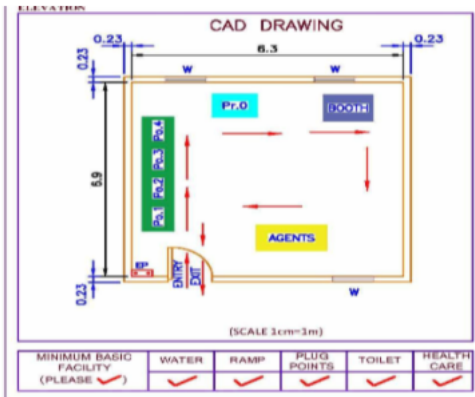 ELEVATION
CAD DRAWING
0.23 6.3 0.23
0.23
W W
Pr.O BOOTH
Po.4
Po.3
Po.2
Po.1
5.9
AGENTS
EP
ENTRY
EXIT
0.23
W
(SCALE 1cm=1m)
MINIMUM BASIC FACILITY (PLEASE ✓) WATER RAMP PLUG POINTS TOILET HEALTH CARE